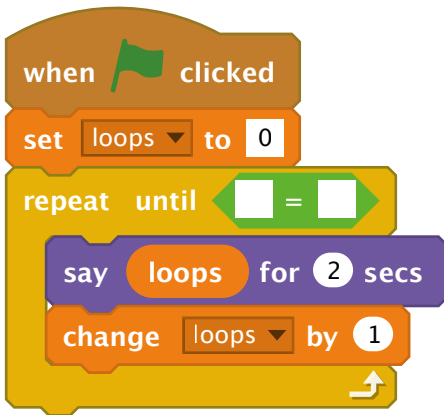 when clicked
set loops to 0
repeat until =
say loops for 2 secs
change loops by 1